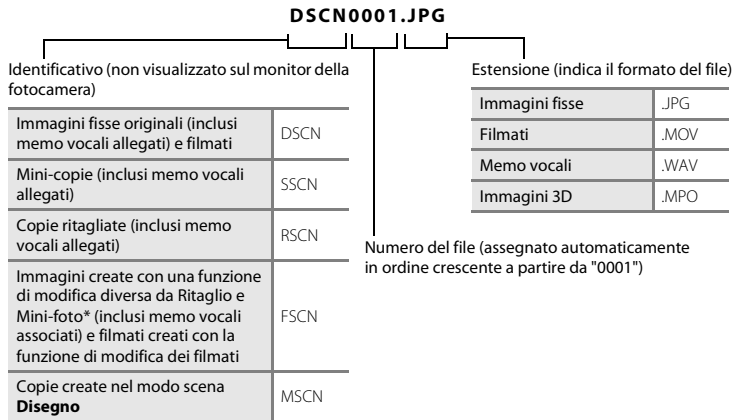 DSCN0001.JPG
Identificativo (non visualizzato sul monitor della
fotocamera)
Immagini fisse originali (inclusi
memo vocali allegati) e filmati
DSCN
Mini-copie (inclusi memo vocali
allegati)
SSCN
Copie ritagliate (inclusi memo
vocali allegati)
RSCN
Immagini create con una funzione
di modifica diversa da Ritaglio e
Mini-foto* (inclusi memo vocali
associati) e filmati creati con la
funzione di modifica dei filmati
FSCN
Copie create nel modo scena
Disegno
MSCN
Estensione (indica il formato del file)
Immagini fisse .JPG
Filmati .MOV
Memo vocali .WAV
Immagini 3D .MPO
Numero del file (assegnato automaticamente
in ordine crescente a partire da "0001")